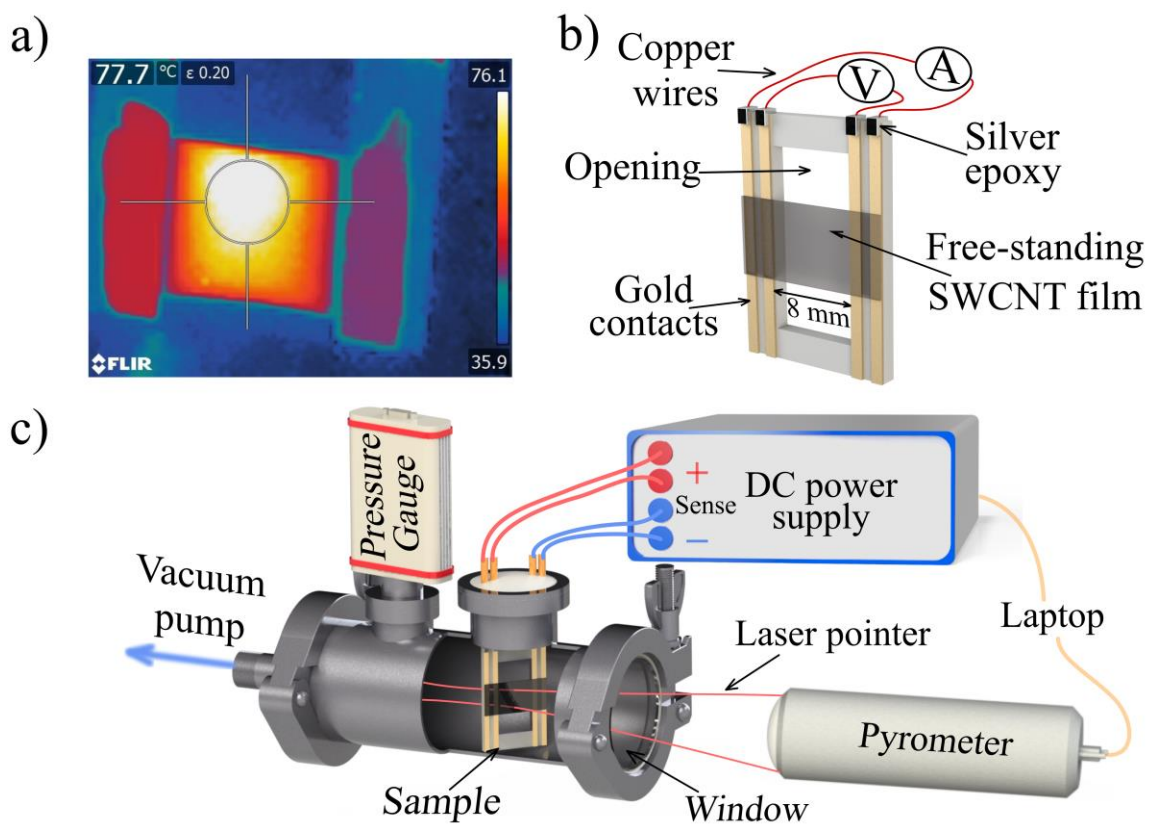 a)
77.7 °C ε 0.20
76.1
35.9
FLIR
b)
Copper
wires
V
A
Opening
Silver
epoxy
Free-standing
SWCNT film
Gold
contacts
8 mm
c)
Pressure
Gauge
+
Sense
−
DC power
supply
Vacuum
pump
Laptop
Laser pointer
Pyrometer
Sample
Window